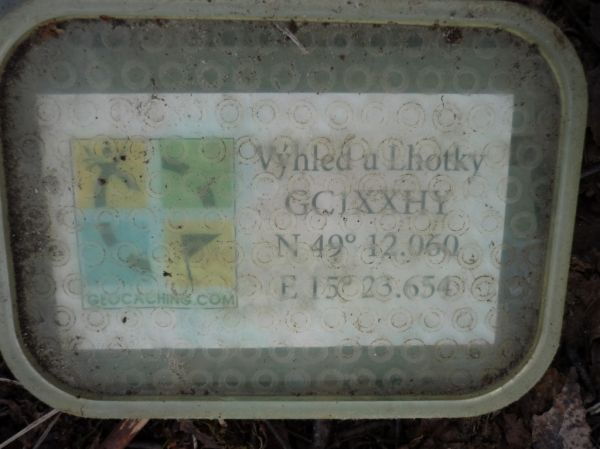 Výhled u Lhotky
GC1XXHY
N 49° 12.060
E 15° 23.654
GEOCACHING.COM